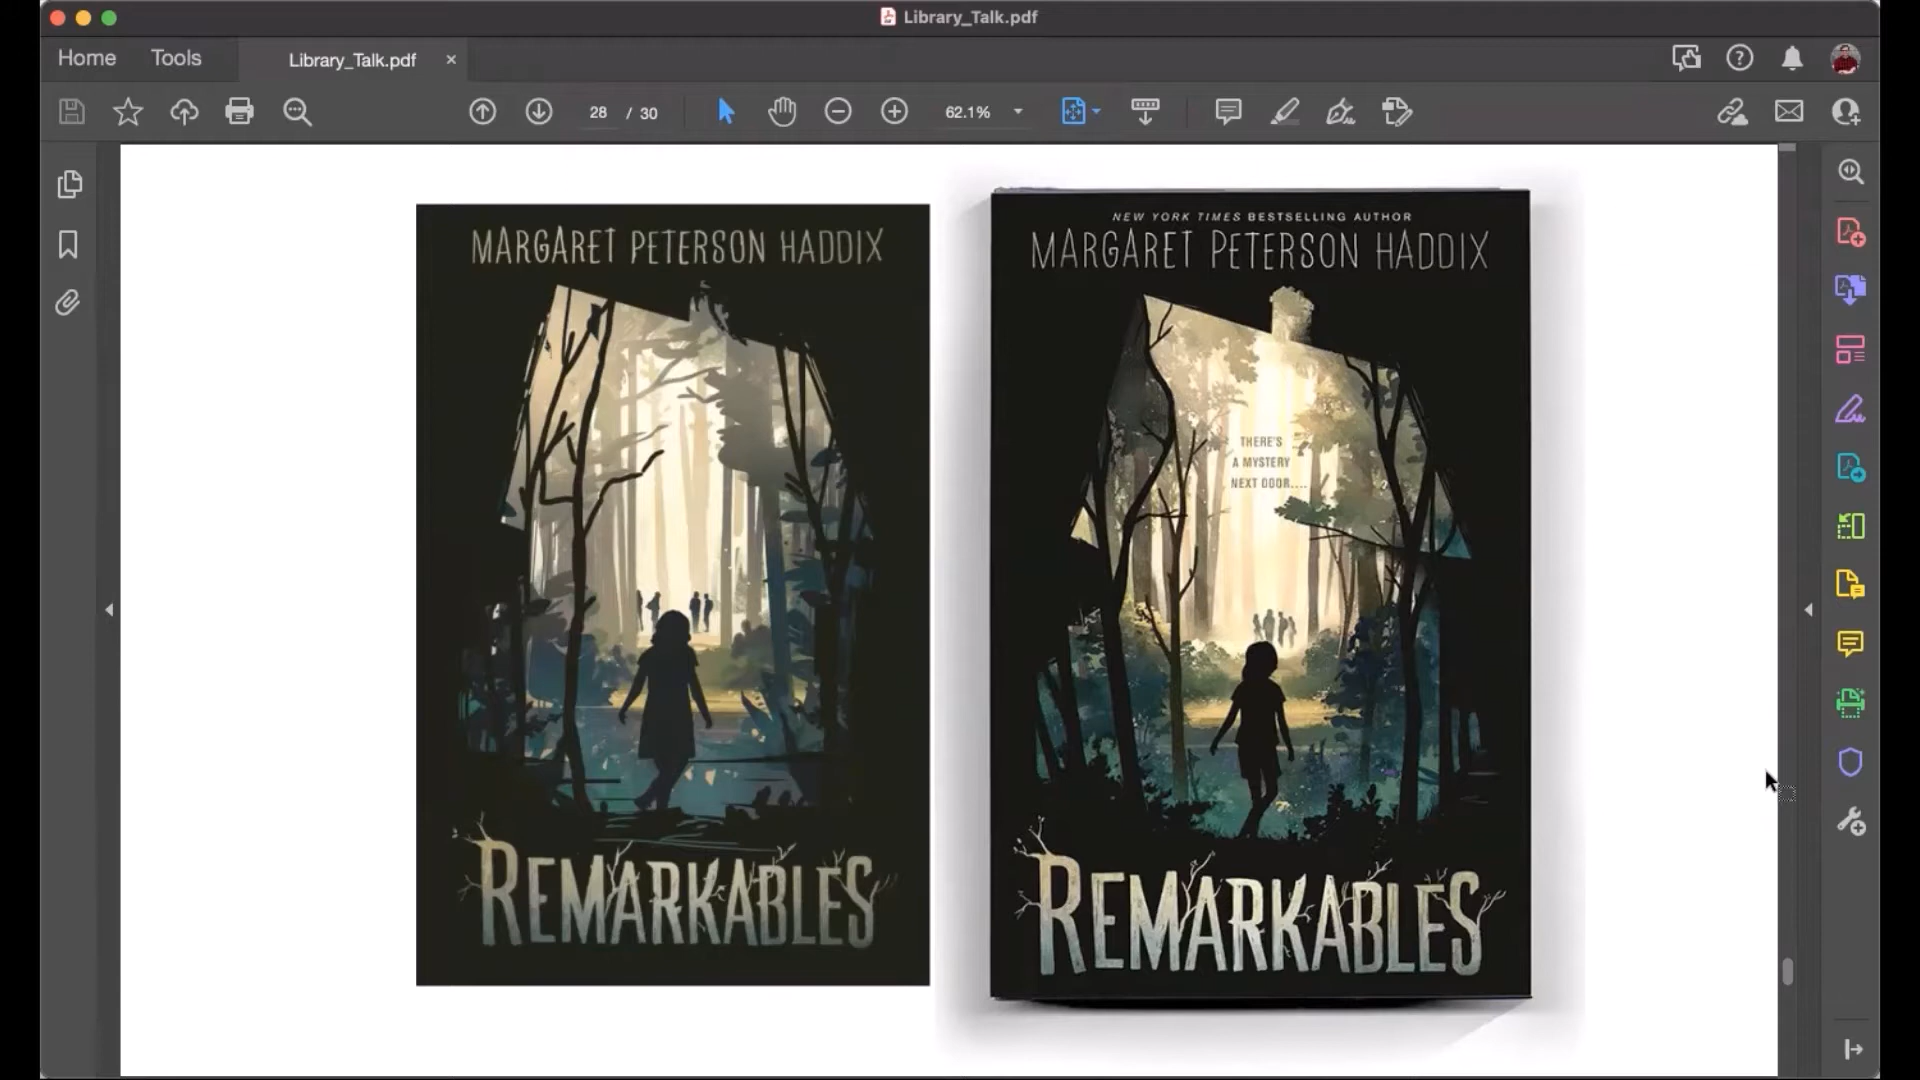 Library_Talk.pdf
Home Tools Library_Talk.pdf
28 / 30 62.1%
MARGARET PETERSON HADDIX
REMARKABLES
NEW YORK TIMES BESTSELLING AUTHOR
MARGARET PETERSON HADDIX
THERE'S
A MYSTERY
NEXT DOOR....
REMARKABLES